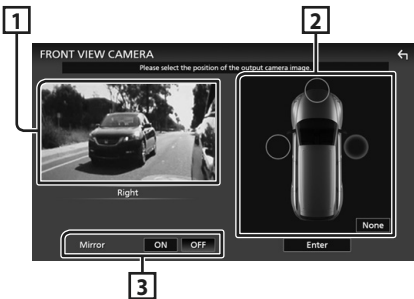 1
2
FRONT VIEW CAMERA
Please select the position of the output camera image.
Right
None
Mirror ON OFF
Enter
3